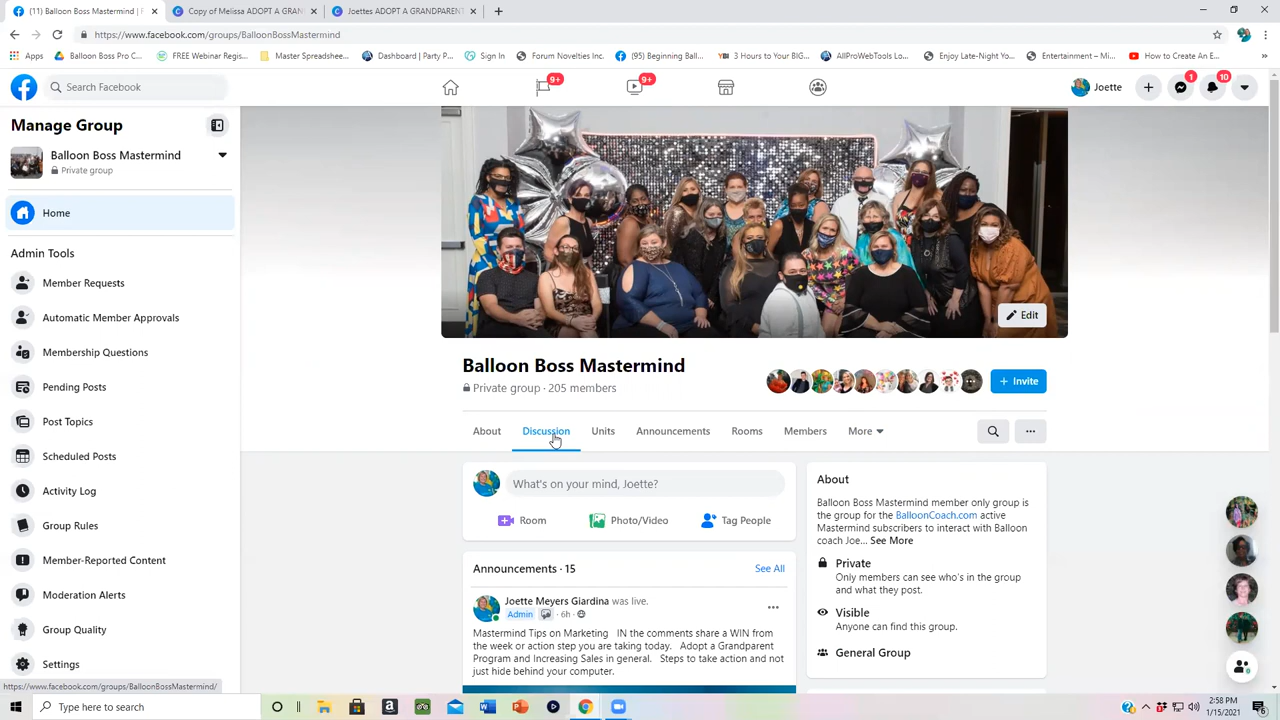 (11) Balloon Boss Mastermind | F
Copy of Melissa ADOPT A GRAN
Joettes ADOPT A GRANDPARENT
https://www.facebook.com/groups/BalloonBossMastermind
Apps
Balloon Boss Pro C...
FREE Webinar Regis...
Master Spreadshee...
Dashboard | Party P...
Sign In
Forum Novelties Inc.
(95) Beginning Ball...
3 Hours to Your BIG...
AllProWebTools Lo...
Enjoy Late-Night Yo...
Entertainment – Mi...
How to Create An E...
Search Facebook
9+
9+
Joette
1
10
Manage Group
Balloon Boss Mastermind
Private group
Home
Admin Tools
Member Requests
Automatic Member Approvals
Membership Questions
Pending Posts
Post Topics
Scheduled Posts
Activity Log
Group Rules
Member-Reported Content
Moderation Alerts
Group Quality
Settings
https://www.facebook.com/groups/BalloonBossMastermind/
Edit
Balloon Boss Mastermind
Private group · 205 members
+ Invite
About
Discussion
Units
Announcements
Rooms
Members
More
What's on your mind, Joette?
Room
Photo/Video
Tag People
Announcements · 15
See All
Joette Meyers Giardina was live.
Admin · 6h ·
Mastermind Tips on Marketing IN the comments share a WIN from
the week or action step you are taking today. Adopt a Grandparent
Program and Increasing Sales in general. Steps to take action and not
just hide behind your computer.
About
Balloon Boss Mastermind member only group is
the group for the BalloonCoach.com active
Mastermind subscribers to interact with Balloon
coach Joe... See More
Private
Only members can see who's in the group
and what they post.
Visible
Anyone can find this group.
General Group
Type here to search
2:58 PM
1/15/2021